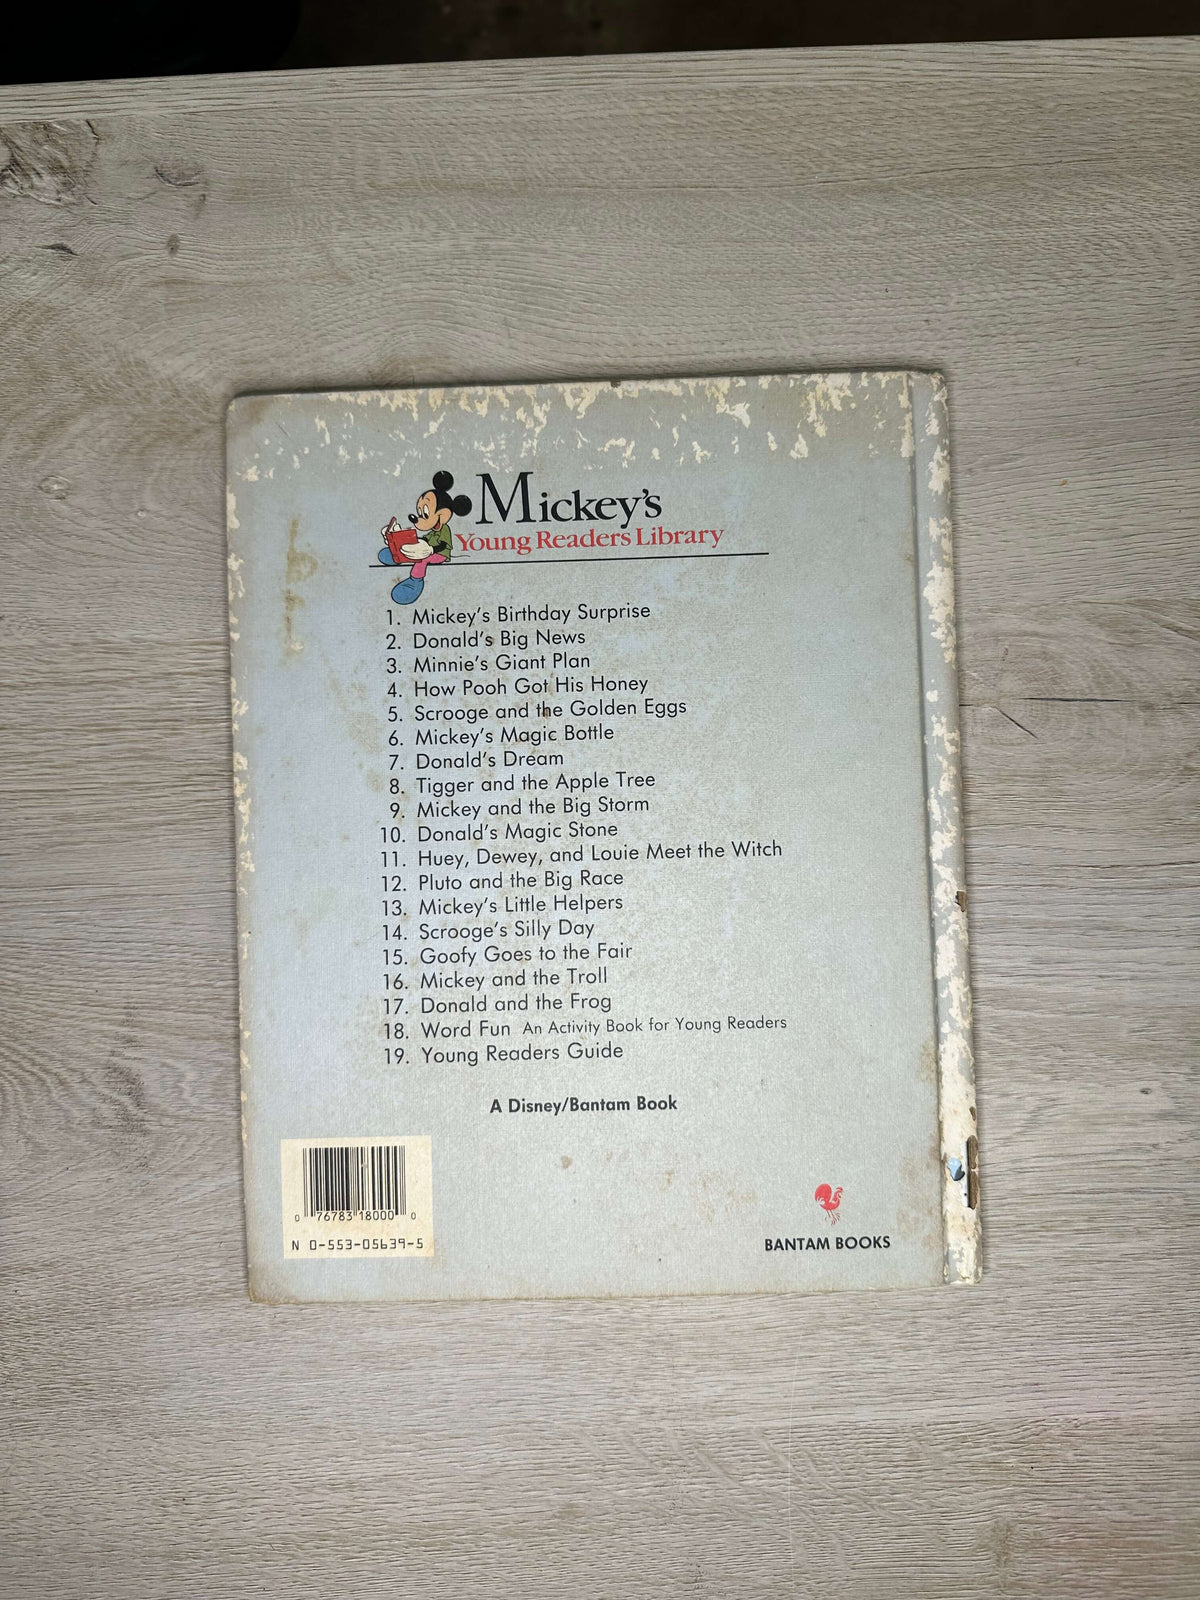 Mickey's
Young Readers Library
1. Mickey's Birthday Surprise
2. Donald's Big News
3. Minnie's Giant Plan
4. How Pooh Got His Honey
5. Scrooge and the Golden Eggs
6. Mickey's Magic Bottle
7. Donald's Dream
8. Tigger and the Apple Tree
9. Mickey and the Big Storm
10. Donald's Magic Stone
11. Huey, Dewey, and Louie Meet the Witch
12. Pluto and the Big Race
13. Mickey's Little Helpers
14. Scrooge's Silly Day
15. Goofy Goes to the Fair
16. Mickey and the Troll
17. Donald and the Frog
18. Word Fun An Activity Book for Young Readers
19. Young Readers Guide
A Disney/Bantam Book
0 76783 18000 0
N 0-553-05639-5
BANTAM BOOKS